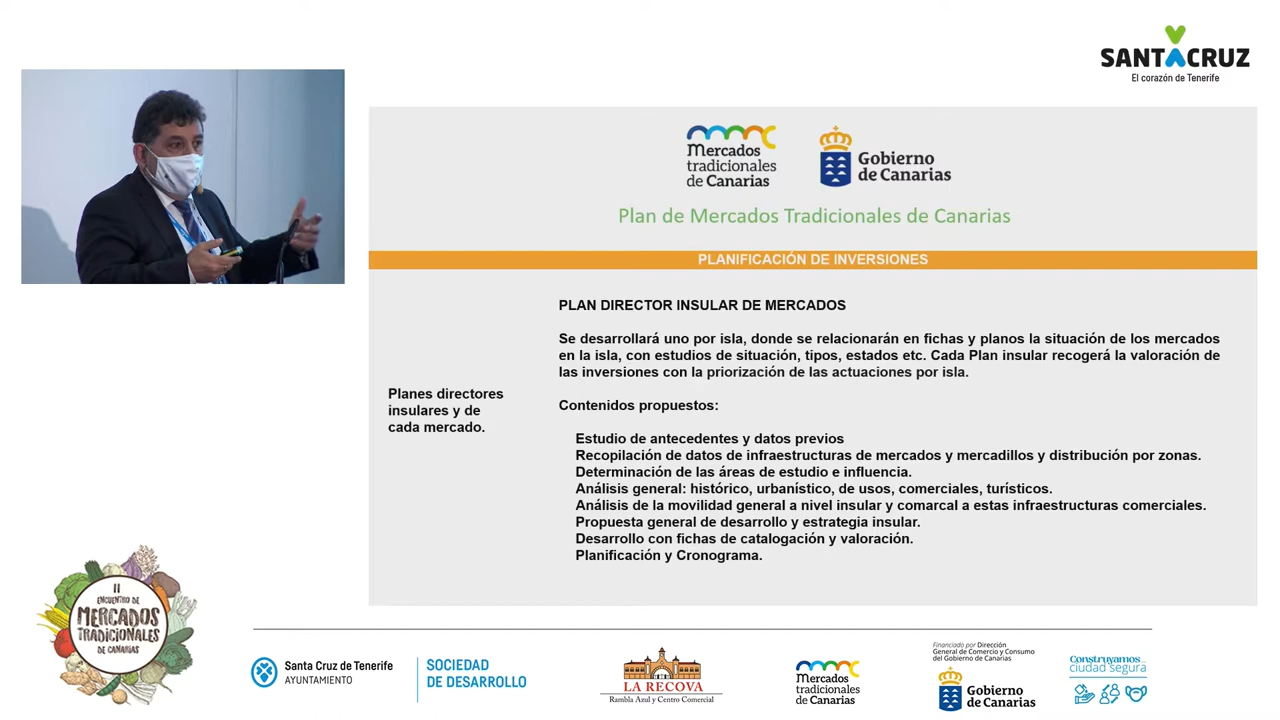 SANTACRUZ
El corazón de Tenerife
Mercados
tradicionales
de Canarias
Gobierno
de Canarias
Plan de Mercados Tradicionales de Canarias
PLANIFICACIÓN DE INVERSIONES
Planes directores
insulares y de
cada mercado.
PLAN DIRECTOR INSULAR DE MERCADOS
Se desarrollará uno por isla, donde se relacionarán en fichas y planos la situación de los mercados
en la isla, con estudios de situación, tipos, estados etc. Cada Plan insular recogerá la valoración de
las inversiones con la priorización de las actuaciones por isla.
Contenidos propuestos:
Estudio de antecedentes y datos previos
Recopilación de datos de infraestructuras de mercados y mercadillos y distribución por zonas.
Determinación de las áreas de estudio e influencia.
Análisis general: histórico, urbanístico, de usos, comerciales, turísticos.
Análisis de la movilidad general a nivel insular y comarcal a estas infraestructuras comerciales.
Propuesta general de desarrollo y estrategia insular.
Desarrollo con fichas de catalogación y valoración.
Planificación y Cronograma.
II
ENCUENTRO DE
MERCADOS
TRADICIONALES
DE CANARIAS
Santa Cruz de Tenerife
AYUNTAMIENTO
SOCIEDAD
DE DESARROLLO
LA RECOVA
Rambla Azul y Centro Comercial
Mercados
tradicionales
de Canarias
Financiado por Dirección
General de Comercio y Consumo
del Gobierno de Canarias
Gobierno
de Canarias
Construyamos...
ciudad segura